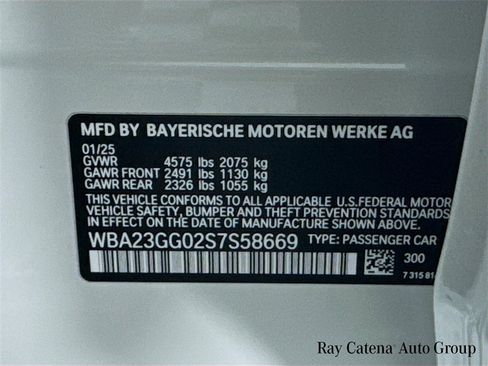 MFD BY BAYERISCHE MOTOREN WERKE AG
01/25
GVWR 4575 lbs 2075 kg
GAWR FRONT 2491 lbs 1130 kg
GAWR REAR 2326 lbs 1055 kg
THIS VEHICLE CONFORMS TO ALL APPLICABLE U.S.FEDERAL MOTOR
VEHICLE SAFETY, BUMPER AND THEFT PREVENTION
STANDARDS IN EFFECT ON THE DATE
OF MANUFACTURE SHOWN ABOVE.
WBA23GG02S7S58669 TYPE: PASSENGER CAR
300
7 315 81
Ray Catena Auto Group